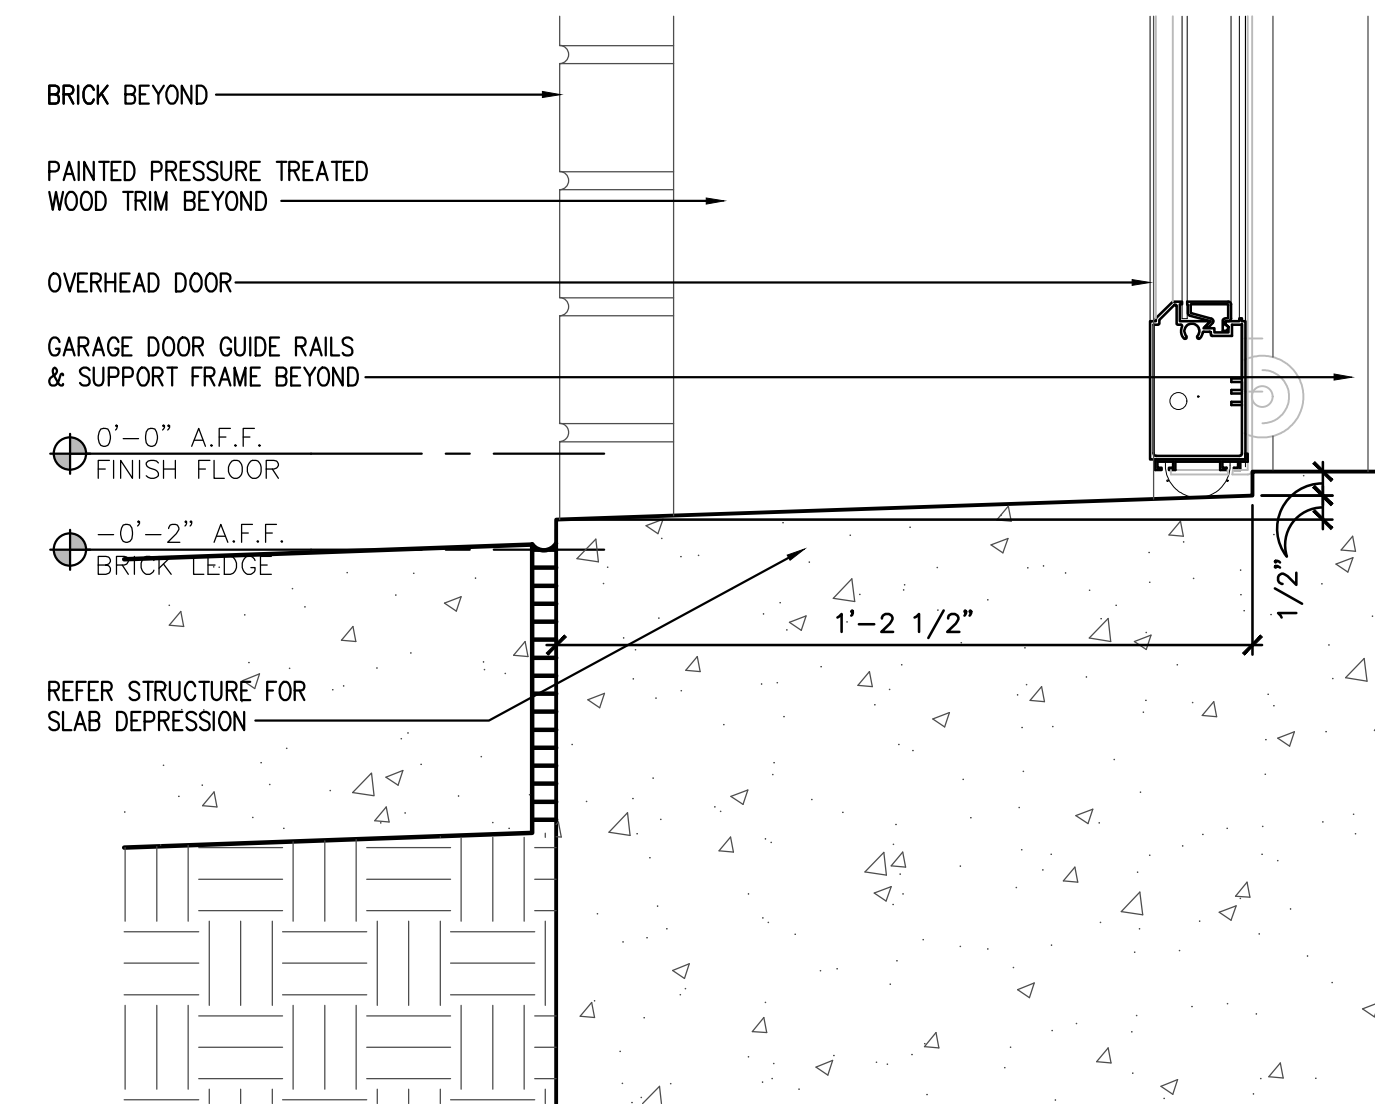 BRICK BEYOND
PAINTED PRESSURE TREATED
WOOD TRIM BEYOND
OVERHEAD DOOR
GARAGE DOOR GUIDE RAILS
& SUPPORT FRAME BEYOND
0'-0" A.F.F.
FINISH FLOOR
-0'-2" A.F.F.
BRICK LEDGE
1/2"
1'-2 1/2"
REFER STRUCTURE FOR
SLAB DEPRESSION